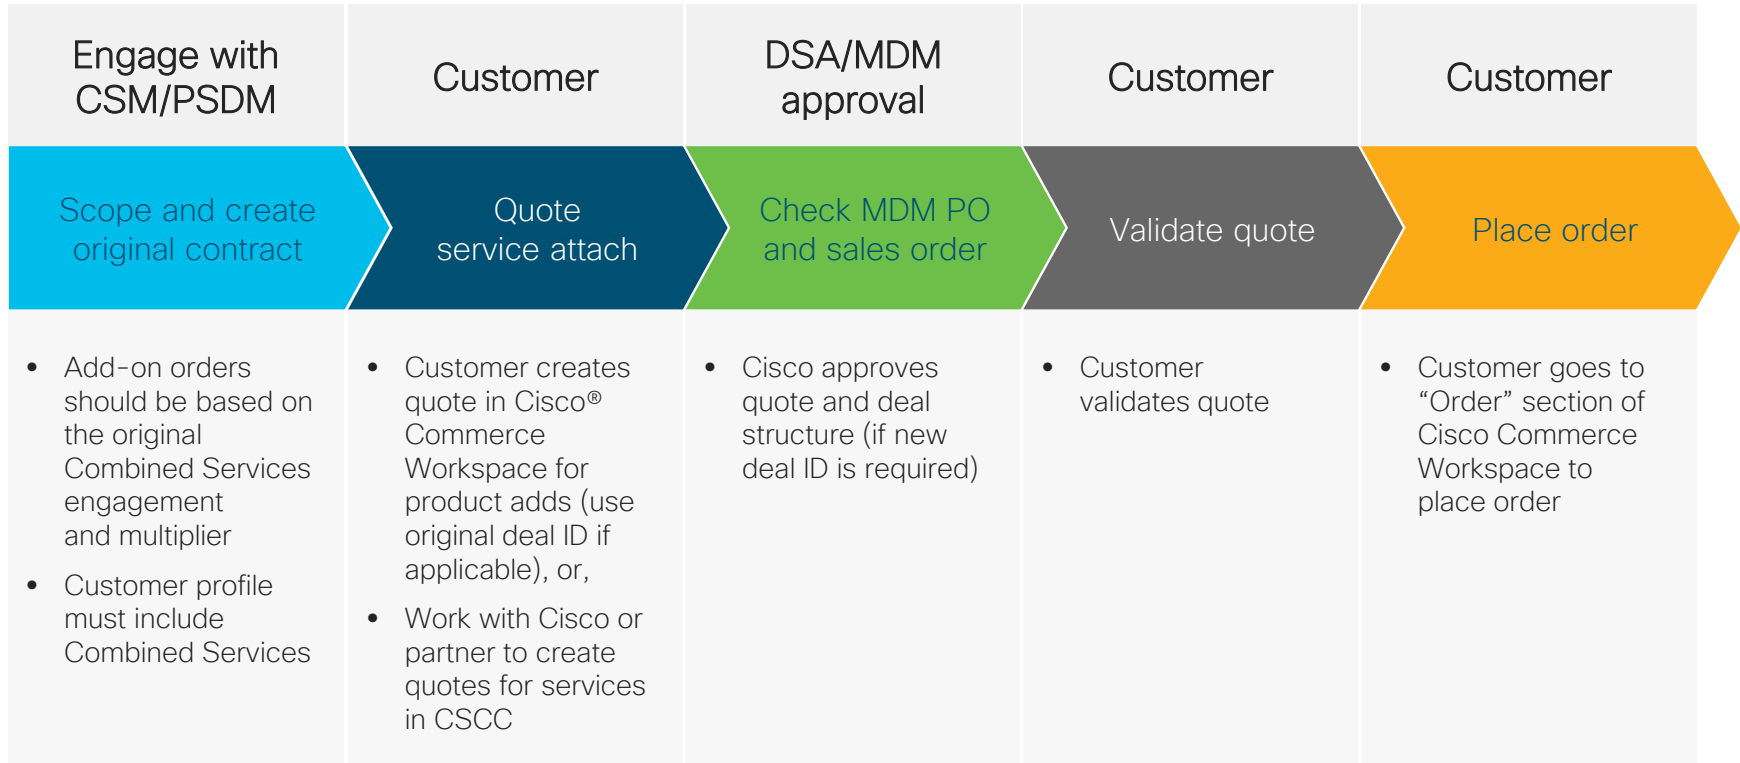 Engage with
CSM/PSDM
Customer
DSA/MDM
approval
Customer
Customer
Scope and create
original contract
Quote
service attach
Check MDM PO
and sales order
Validate quote
Place order
• Add-on orders
should be based on
the original
Combined Services
engagement
and multiplier
• Customer profile
must include
Combined Services
• Customer creates
quote in Cisco®
Commerce
Workspace for
product adds (use
original deal ID if
applicable), or,
• Work with Cisco or
partner to create
quotes for services
in CSCC
• Cisco approves
quote and deal
structure (if new
deal ID is required)
• Customer
validates quote
• Customer goes to
“Order” section of
Cisco Commerce
Workspace to
place order